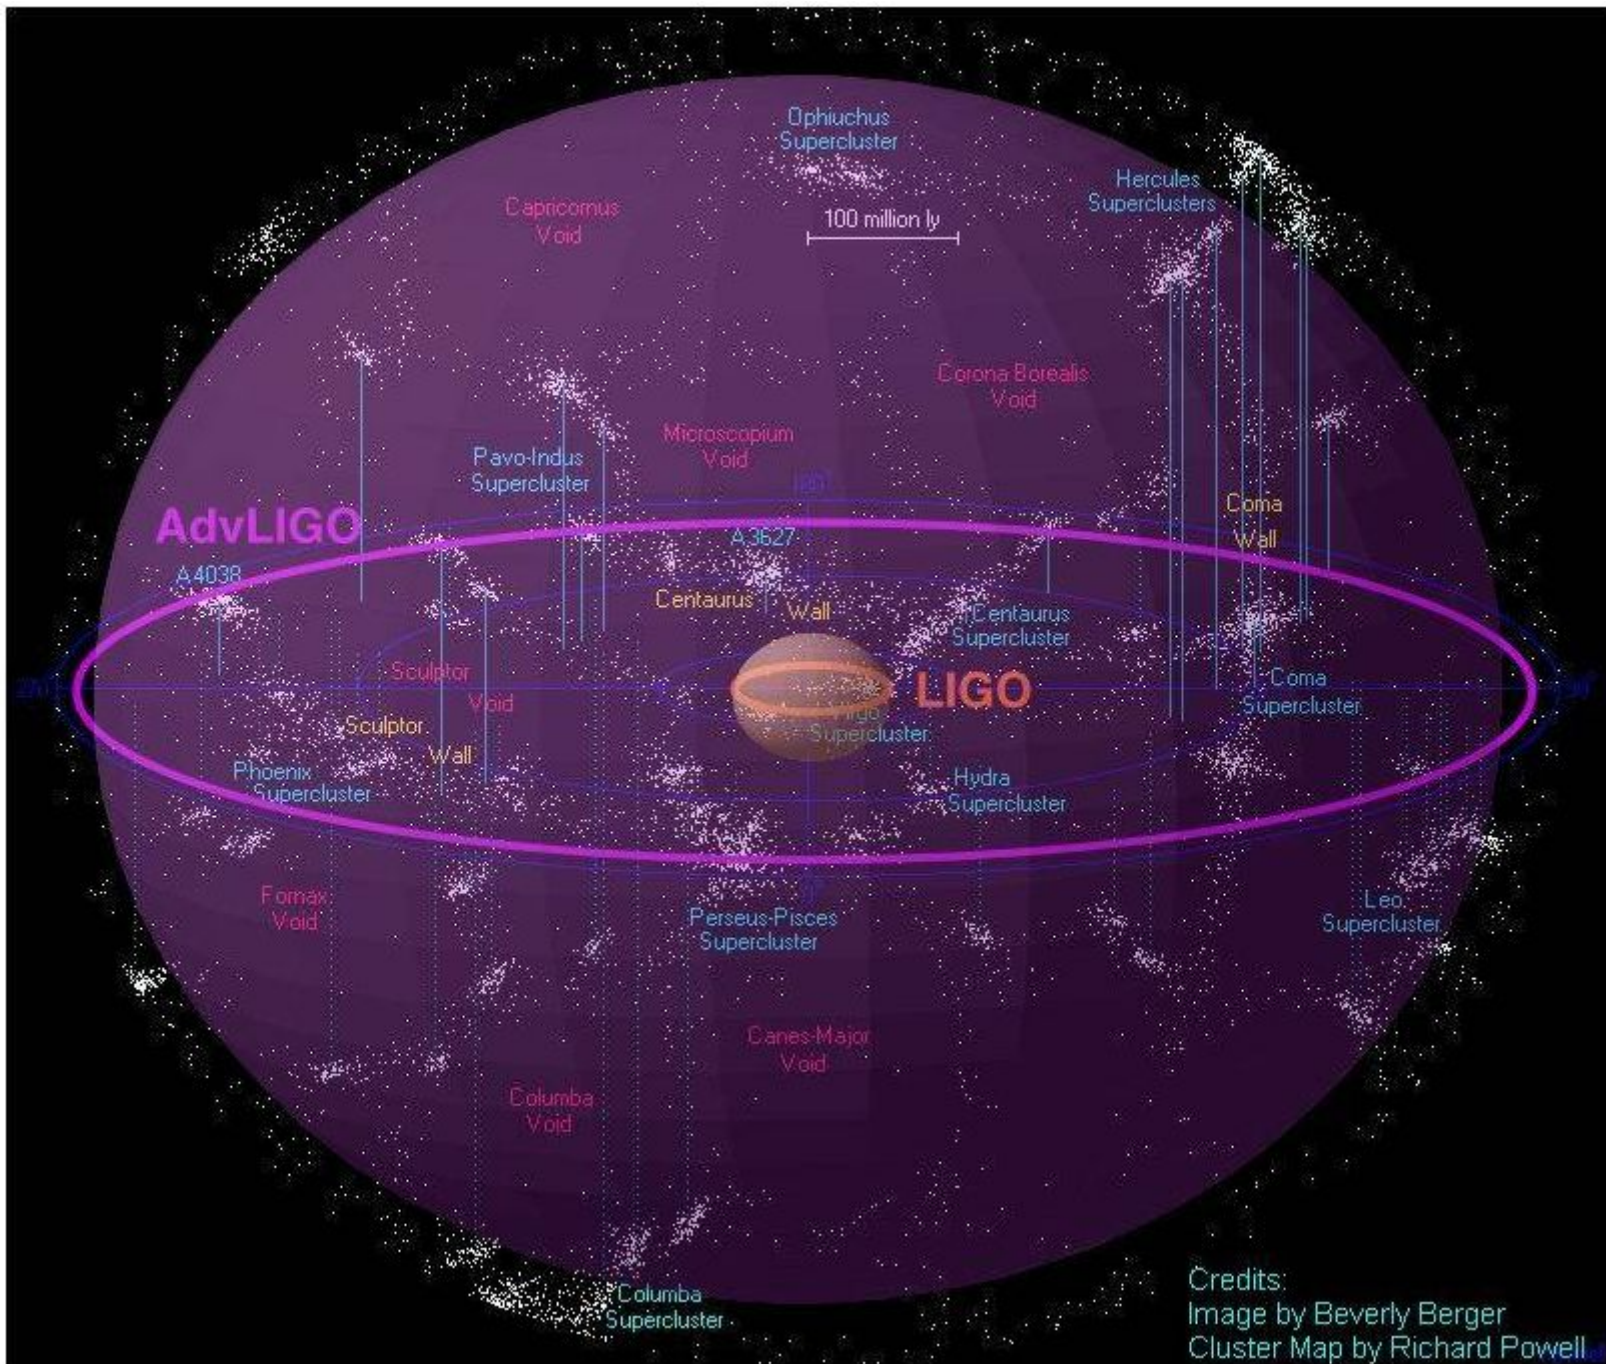 Ophiuchus
Supercluster
Hercules
Superclusters
Capricornus
Void
100 million ly
Corona Borealis
Void
Microscopium
Void
Pavo-Indus
Supercluster
180°
Coma
Wall
AdvLIGO
A3627
A4038
Centaurus
Wall
Centaurus
Supercluster
Sculptor
Void
LIGO
Coma
Supercluster
Virgo
Supercluster
Sculptor
Wall
Phoenix
Supercluster
Hydra
Supercluster
Fornax
Void
Perseus-Pisces
Supercluster
Leo
Supercluster
Canes-Major
Void
Columba
Void
Columba
Supercluster
Credits:
Image by Beverly Berger
Cluster Map by Richard Powell